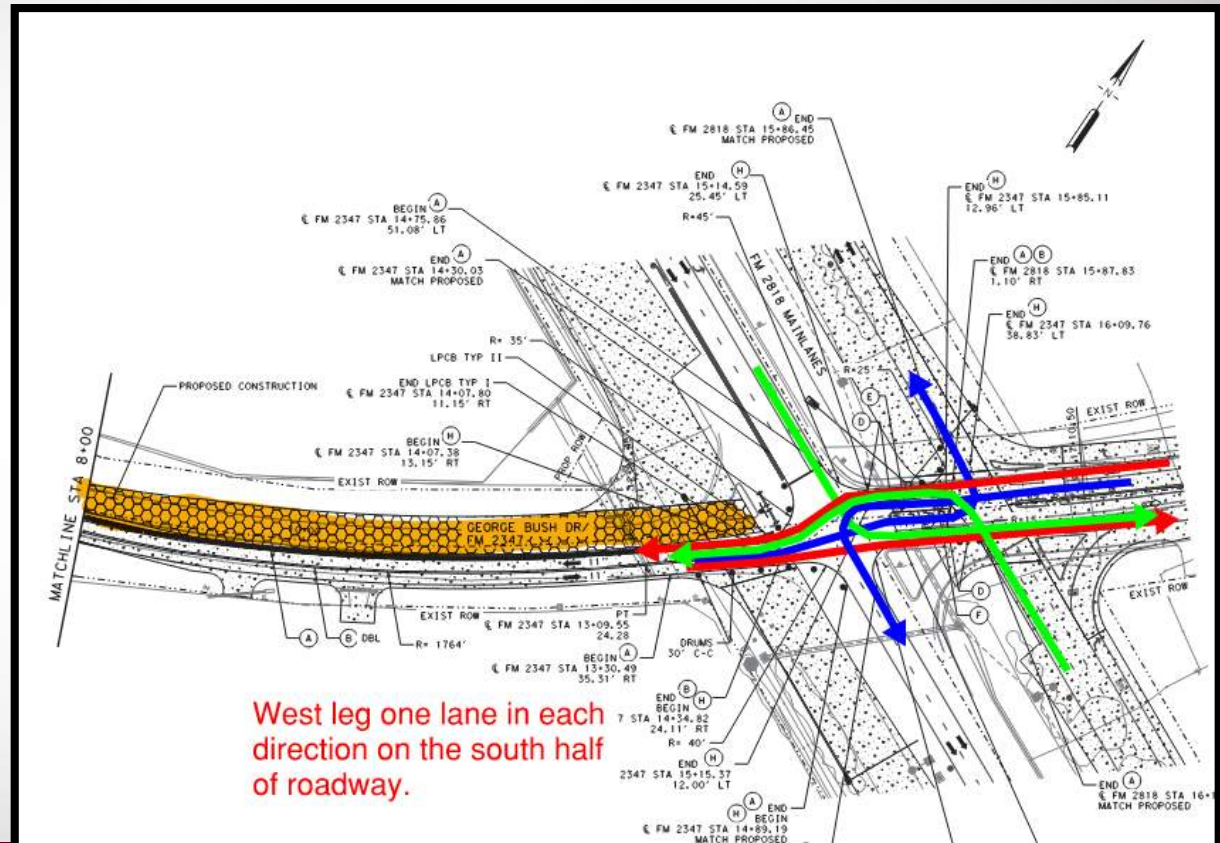 N
A END
℄ FM 2818 STA 15+86.45
MATCH PROPOSED
END H
℄ FM 2347 STA 15+14.59
25.45' LT
R=45'
END H
℄ FM 2347 STA 15+85.11
12.96' LT
BEGIN A
℄ FM 2347 STA 14+75.86
51.08' LT
END A
℄ FM 2347 STA 14+30.03
MATCH PROPOSED
FM 2818 MAINLANES
END A B
℄ FM 2818 STA 15+87.83
1.10' RT
END H
℄ FM 2347 STA 16+09.76
38.83' LT
R= 35'
LPCB TYP II
END LPCB TYP I
℄ FM 2347 STA 14+07.80
11.15' RT
PROPOSED CONSTRUCTION
R=25'
E
D
EXIST ROW
BEGIN H
℄ FM 2347 STA 14+07.38
13.15' RT
PROP ROW
MATCHLINE STA 8+00
EXIST ROW
GEORGE BUSH DR/
FM 2347
11'
D
F
EXIST ROW
EXIST ROW
PT
℄ FM 2347 STA 13+09.55
24.28
A
B DBL
R= 1764'
DRUMS
30' C-C
BEGIN A
℄ FM 2347 STA 13+30.49
35.31' RT
West leg one lane in each
direction on the south half
of roadway.
END B H
BEGIN
7 STA 14+34.82
24.11' RT
R= 40'
END H
2347 STA 15+15.37
12.00' LT
END A
℄ FM 2818 STA 16+1
MATCH PROPOSED
H A END
BEGIN
℄ FM 2347 STA 14+89.19
MATCH PROPOSED